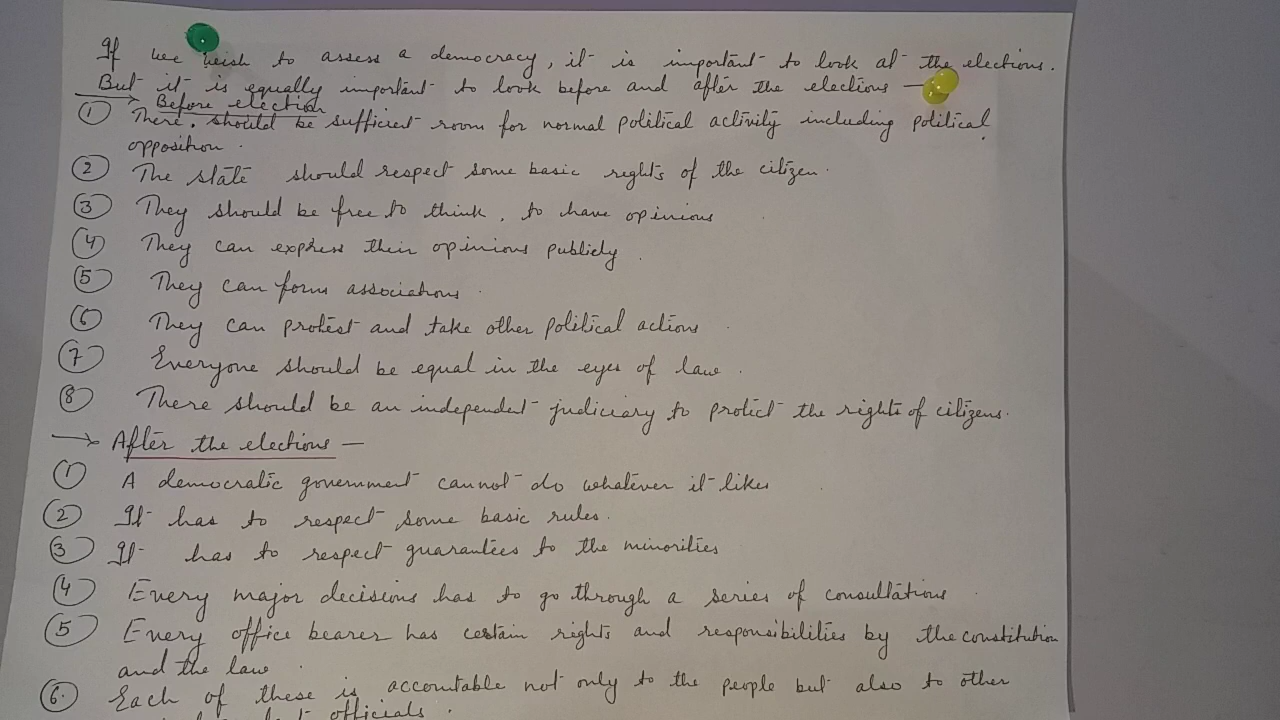 If we wish to assess a democracy, it is important to look at the elections.
But it is equally important to look before and after the elections —
→ Before election
① There should be sufficient room for normal political activity including political
opposition.
② The state should respect some basic rights of the citizen.
③ They should be free to think, to have opinions
④ They can express their opinions publicly.
⑤ They can form associations.
⑥ They can protest and take other political actions
⑦ Everyone should be equal in the eyes of law.
⑧ There should be an independent judiciary to protect the rights of citizens.
→ After the elections —
① A democratic government cannot do whatever it likes
② It has to respect some basic rules.
③ It has to respect guarantees to the minorities
④ Every major decisions has to go through a series of consultations
⑤ Every office bearer has certain rights and responsibilities by the constitution
and the law.
⑥. Each of these is accountable not only to the people but also to other
officials.